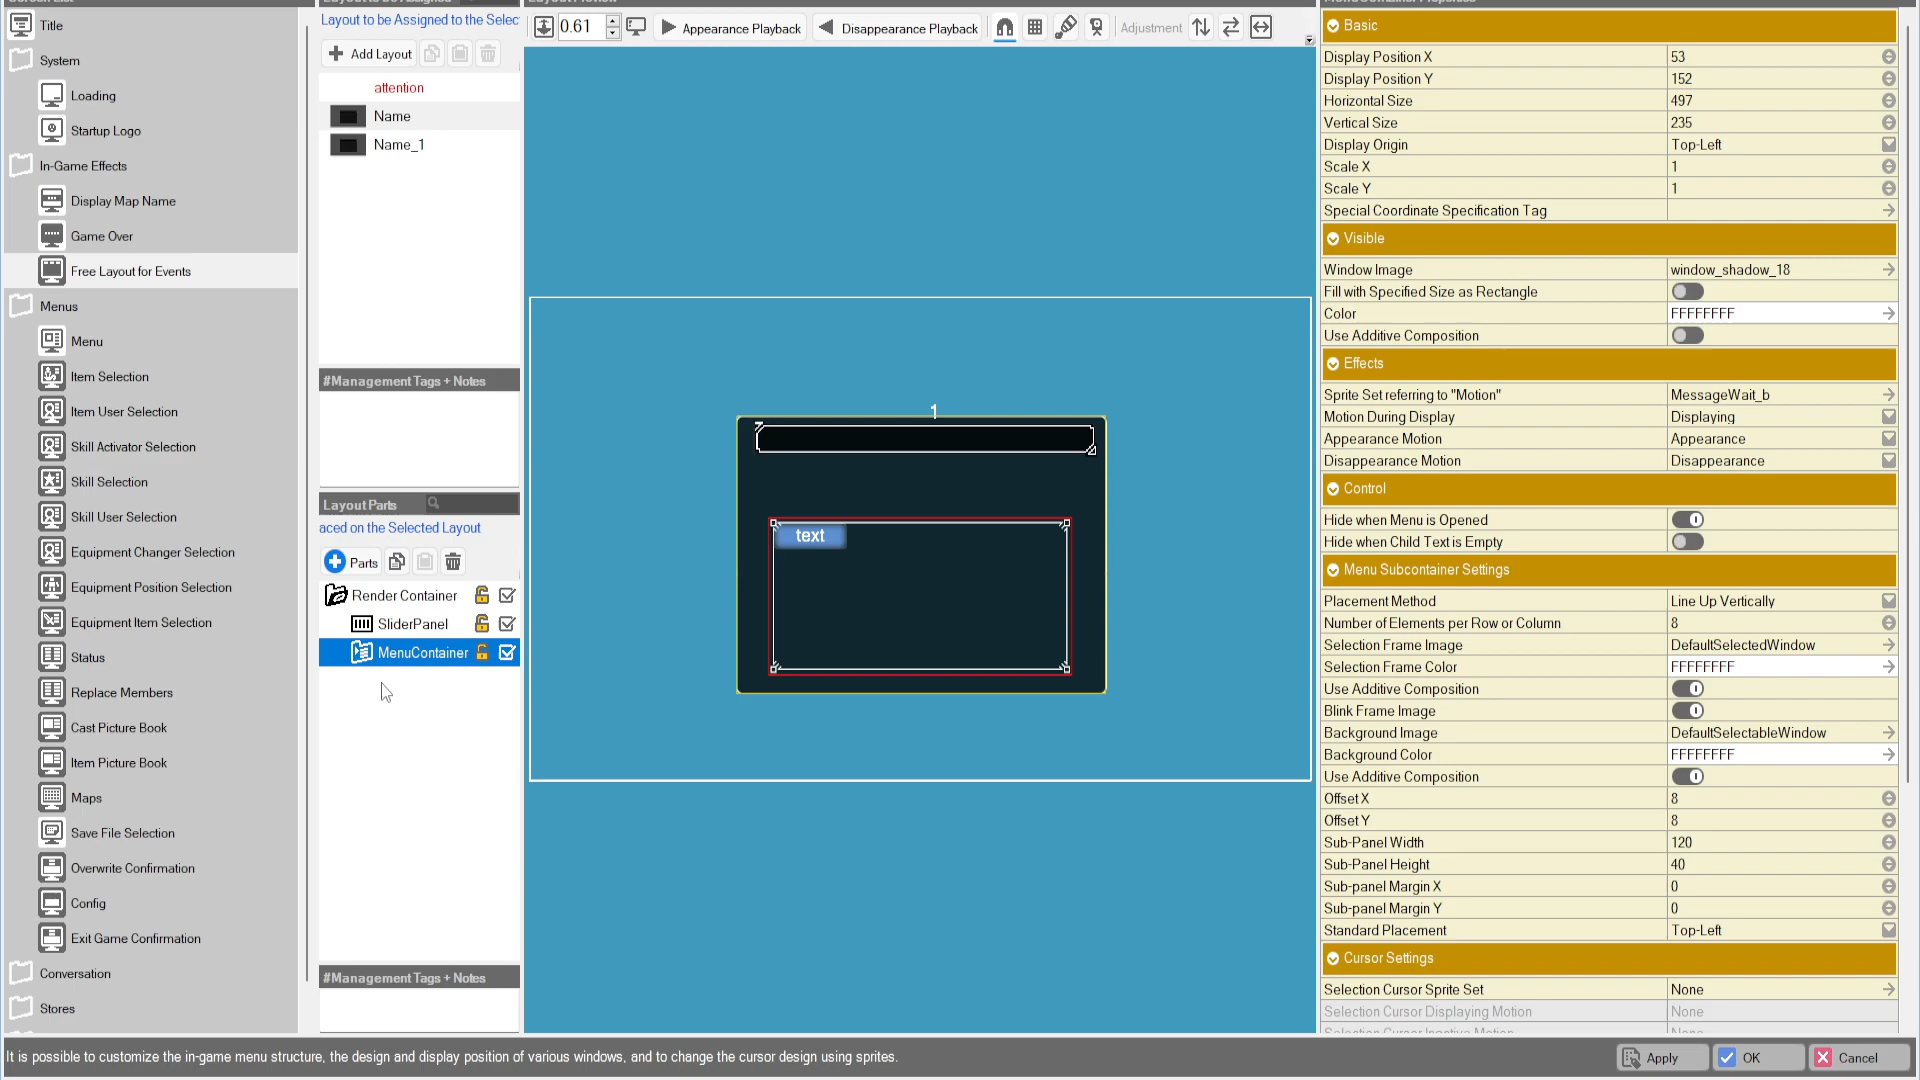 Title
System
Loading
Startup Logo
In-Game Effects
Display Map Name
Game Over
Free Layout for Events
Menus
Menu
Item Selection
Item User Selection
Skill Activator Selection
Skill Selection
Skill User Selection
Equipment Changer Selection
Equipment Position Selection
Equipment Item Selection
Status
Replace Members
Cast Picture Book
Item Picture Book
Maps
Save File Selection
Overwrite Confirmation
Config
Exit Game Confirmation
Conversation
Stores
Layout to be Assigned to the Selec
Add Layout
attention
Name
Name_1
#Management Tags + Notes
Layout Parts
aced on the Selected Layout
Parts
Render Container
SliderPanel
MenuContainer
#Management Tags + Notes
0.61
Appearance Playback
Disappearance Playback
Adjustment
1
text
Basic
Display Position X 53
Display Position Y 152
Horizontal Size 497
Vertical Size 235
Display Origin Top-Left
Scale X 1
Scale Y 1
Special Coordinate Specification Tag
Visible
Window Image window_shadow_18
Fill with Specified Size as Rectangle
Color FFFFFFFF
Use Additive Composition
Effects
Sprite Set referring to "Motion" MessageWait_b
Motion During Display Displaying
Appearance Motion Appearance
Disappearance Motion Disappearance
Control
Hide when Menu is Opened
Hide when Child Text is Empty
Menu Subcontainer Settings
Placement Method Line Up Vertically
Number of Elements per Row or Column 8
Selection Frame Image DefaultSelectedWindow
Selection Frame Color FFFFFFFF
Use Additive Composition
Blink Frame Image
Background Image DefaultSelectableWindow
Background Color FFFFFFFF
Use Additive Composition
Offset X 8
Offset Y 8
Sub-Panel Width 120
Sub-Panel Height 40
Sub-panel Margin X 0
Sub-panel Margin Y 0
Standard Placement Top-Left
Cursor Settings
Selection Cursor Sprite Set None
Selection Cursor Displaying Motion None
It is possible to customize the in-game menu structure, the design and display position of various windows, and to change the cursor design using sprites.
Apply
OK
Cancel